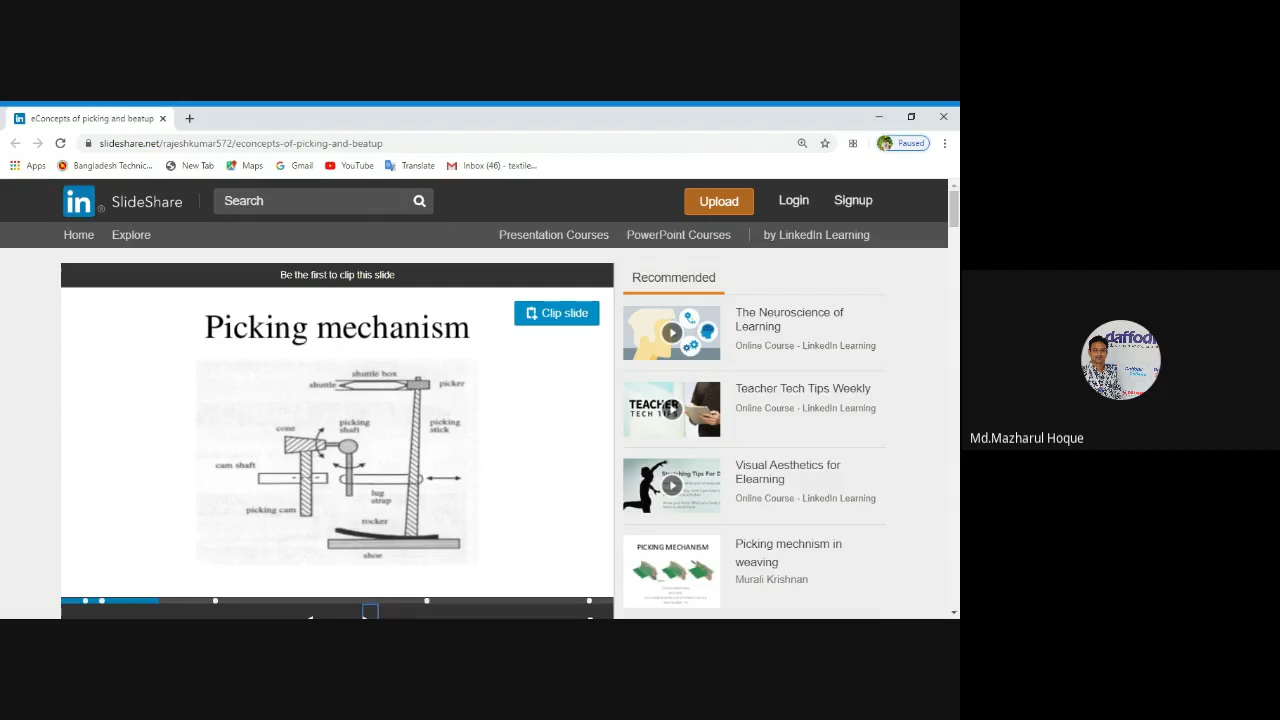 eConcepts of picking and beatup
slideshare.net/rajeshkumar572/econcepts-of-picking-and-beatup
Paused
Apps
Bangladesh Technic...
New Tab
Maps
Gmail
YouTube
Translate
Inbox (46) - textile...
in
SlideShare
Search
Upload
Login
Signup
Home
Explore
Presentation Courses
PowerPoint Courses
by LinkedIn Learning
Be the first to clip this slide
Clip slide
Picking mechanism
shuttle box
shuttle
picker
cone
picking
shaft
picking
stick
cam shaft
lug
strap
picking cam
rocker
shoe
Recommended
The Neuroscience of
Learning
Online Course - LinkedIn Learning
TEACHER
TECH TIPS
Teacher Tech Tips Weekly
Online Course - LinkedIn Learning
Visual Aesthetics for
Elearning
Online Course - LinkedIn Learning
PICKING MECHANISM
Picking mechnism in
weaving
Murali Krishnan
Md.Mazharul Hoque